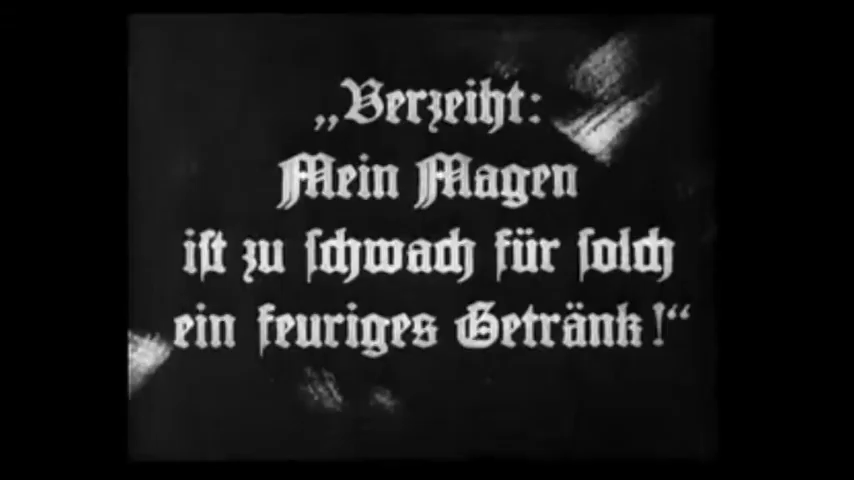 „Verzeiht:
Mein Magen
ist zu schwach für solch
ein feuriges Getränk!“